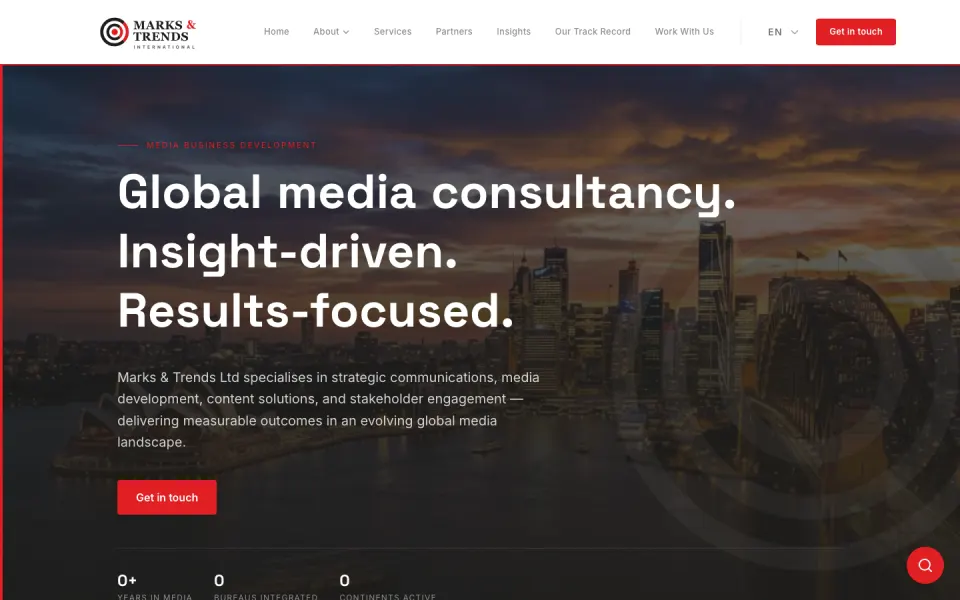 MARKS &
TRENDS
INTERNATIONAL
Home
About
Services
Partners
Insights
Our Track Record
Work With Us
EN
Get in touch
MEDIA BUSINESS DEVELOPMENT
Global media consultancy.
Insight-driven.
Results-focused.
Marks & Trends Ltd specialises in strategic communications, media
development, content solutions, and stakeholder engagement —
delivering measurable outcomes in an evolving global media
landscape.
Get in touch
0+
YEARS IN MEDIA
0
BUREAUS INTEGRATED
0
CONTINENTS ACTIVE